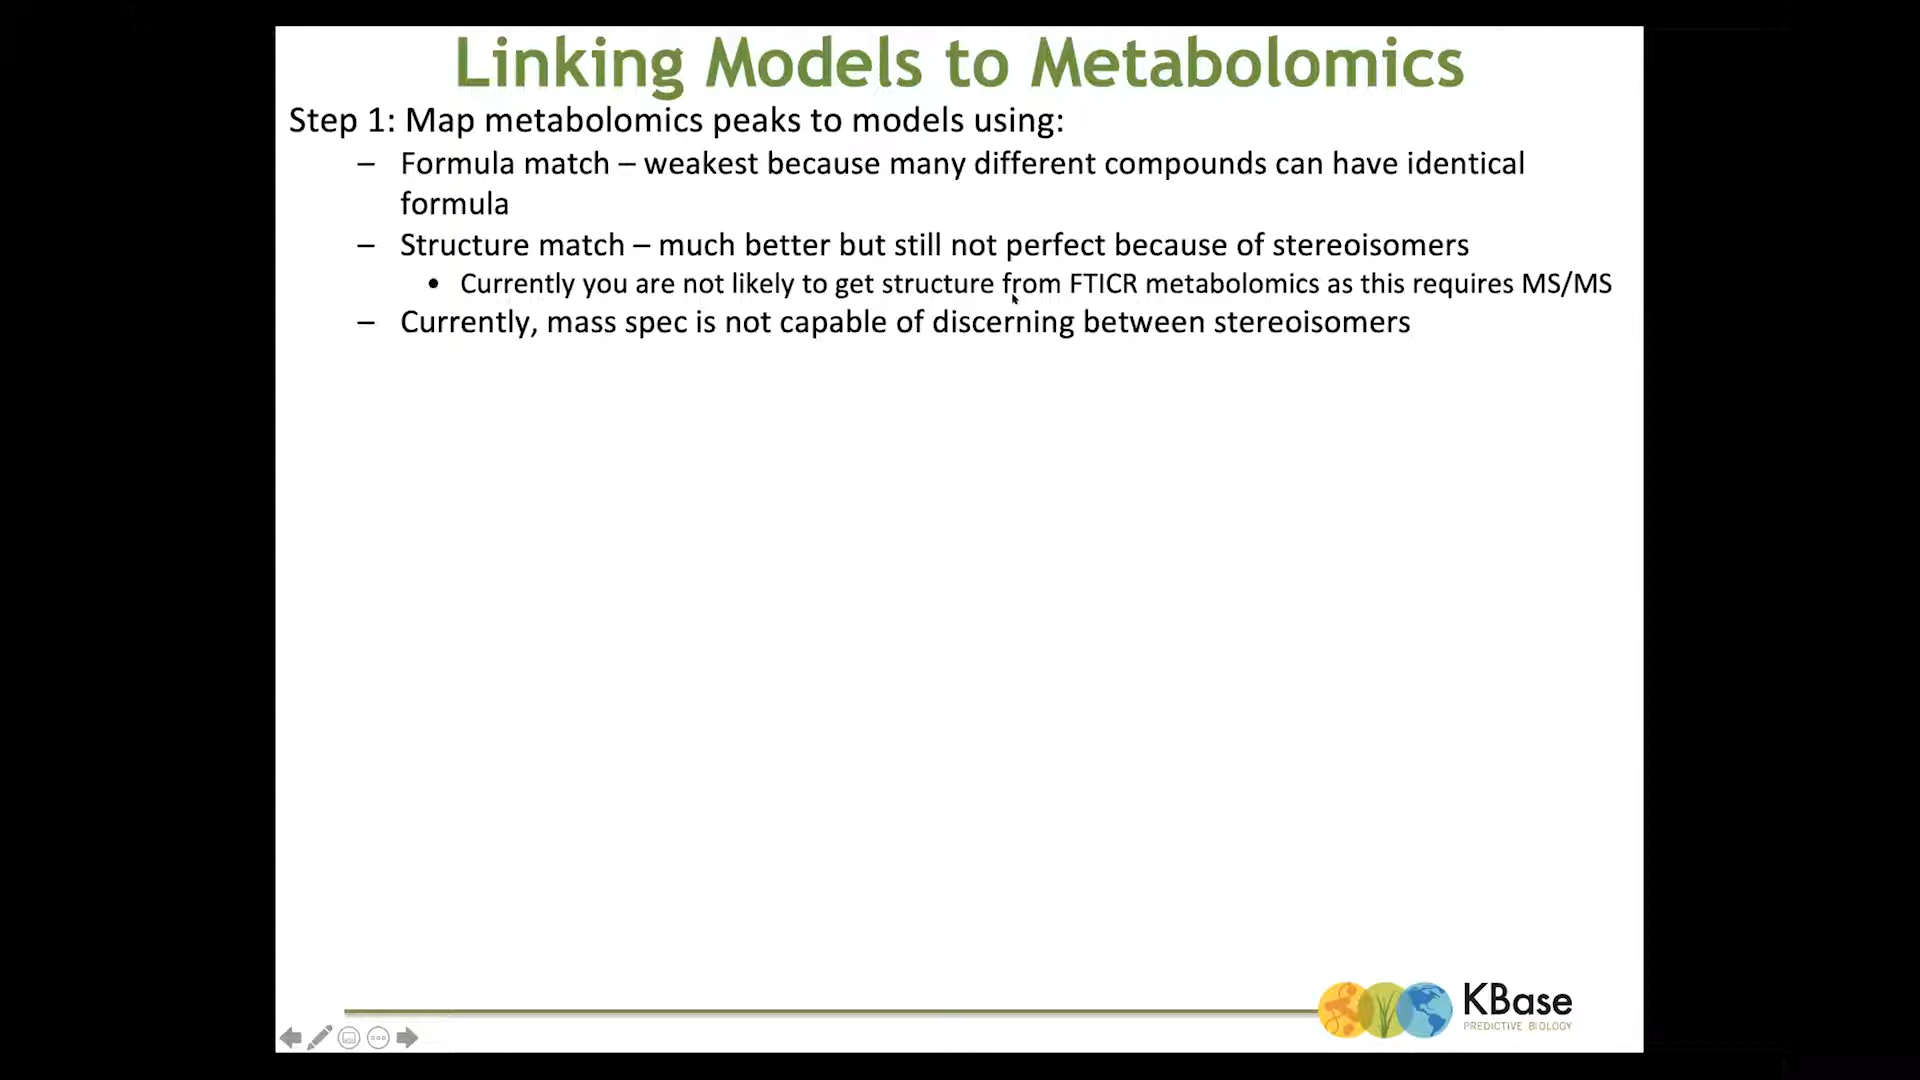 Linking Models to Metabolomics
Step 1: Map metabolomics peaks to models using:
– Formula match – weakest because many different compounds can have identical
formula
– Structure match – much better but still not perfect because of stereoisomers
• Currently you are not likely to get structure from FTICR metabolomics as this requires MS/MS
– Currently, mass spec is not capable of discerning between stereoisomers
KBase
PREDICTIVE BIOLOGY